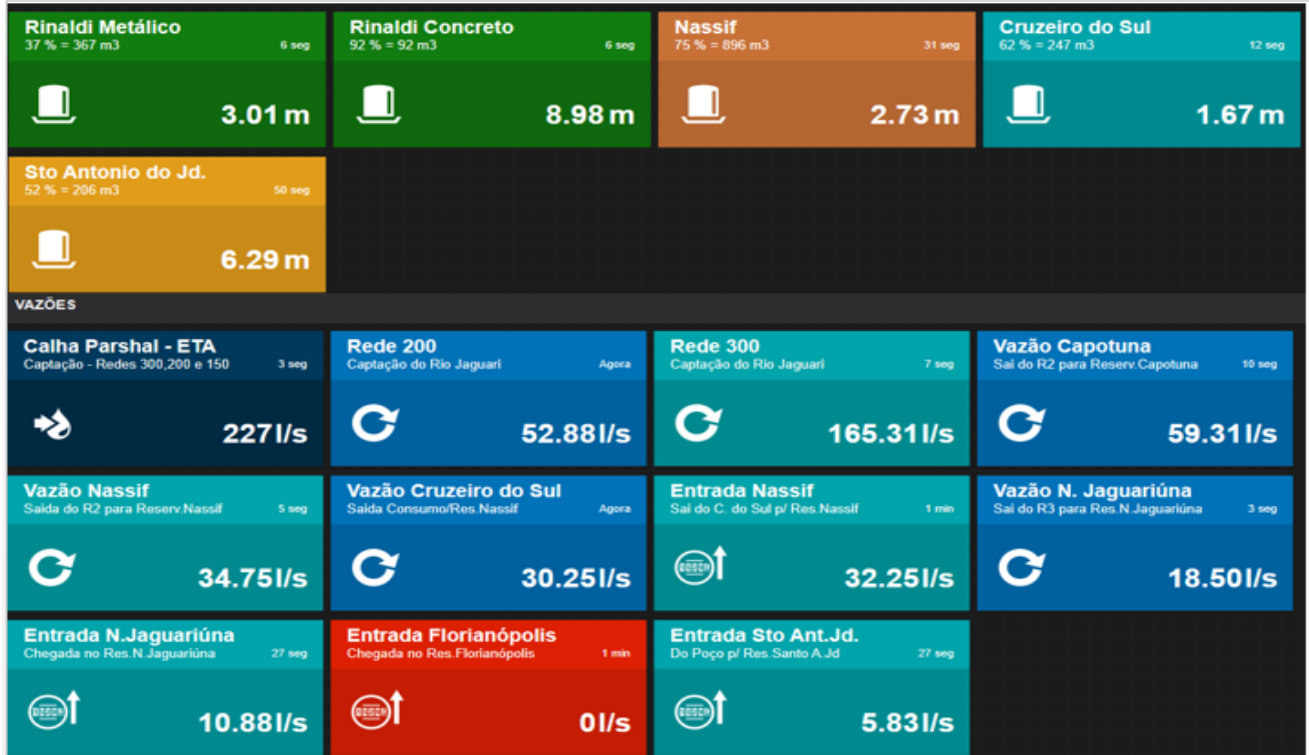 Rinaldi Metálico
37 % = 367 m3 6 seg
3.01 m
Rinaldi Concreto
92 % = 92 m3 6 seg
8.98 m
Nassif
75 % = 896 m3 31 seg
2.73 m
Cruzeiro do Sul
62 % = 247 m3 12 seg
1.67 m
Sto Antonio do Jd.
52 % = 206 m3 50 seg
6.29 m
VAZÕES
Calha Parshal - ETA
Captação - Redes 300,200 e 150 3 seg
227 l/s
Rede 200
Captação do Rio Jaguari Agora
52.88 l/s
Rede 300
Captação do Rio Jaguari 7 seg
165.31 l/s
Vazão Capotuna
Sai do R2 para Reserv.Capotuna 10 seg
59.31 l/s
Vazão Nassif
Saida do R2 para Reserv.Nassif 5 seg
34.75 l/s
Vazão Cruzeiro do Sul
Saida Consumo/Res.Nassif Agora
30.25 l/s
Entrada Nassif
Sai do C. do Sul p/ Res.Nassif 1 min
BOSCH
32.25 l/s
Vazão N. Jaguariúna
Sai do R3 para Res.N.Jaguariúna 3 seg
18.50 l/s
Entrada N.Jaguariúna
Chegada no Res.N.Jaguariúna 27 seg
BOSCH
10.88 l/s
Entrada Florianópolis
Chegada no Res.Florianópolis 1 min
BOSCH
0 l/s
Entrada Sto Ant.Jd.
Do Poço p/ Res.Santo A.Jd 27 seg
BOSCH
5.83 l/s